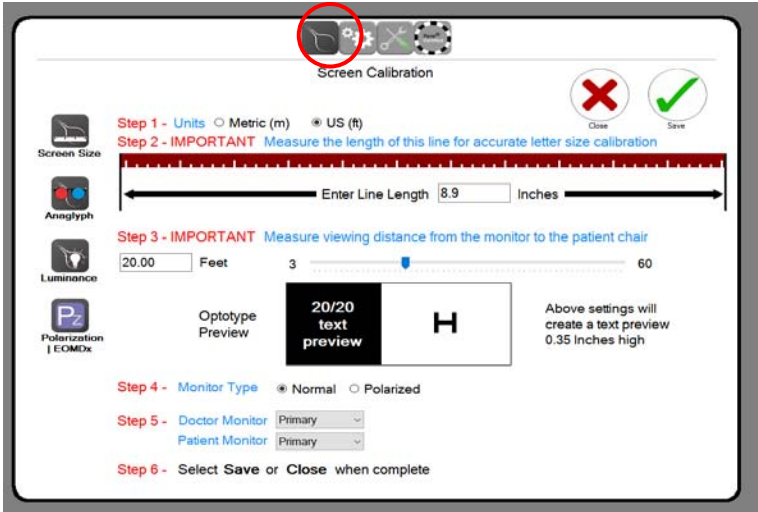 Screen Calibration
Close
Save
Step 1 - Units Metric (m) US (ft)
Step 2 - IMPORTANT Measure the length of this line for accurate letter size calibration
Screen Size
Enter Line Length 8.9 Inches
Anaglyph
Step 3 - IMPORTANT Measure viewing distance from the monitor to the patient chair
20.00 Feet 3 60
Luminance
Optotype
Preview
20/20
text
preview
H
Above settings will
create a text preview
0.35 Inches high
Pz
Polarization
| EOMDx
Step 4 - Monitor Type Normal Polarized
Step 5 - Doctor Monitor Primary
Patient Monitor Primary
Step 6 - Select Save or Close when complete